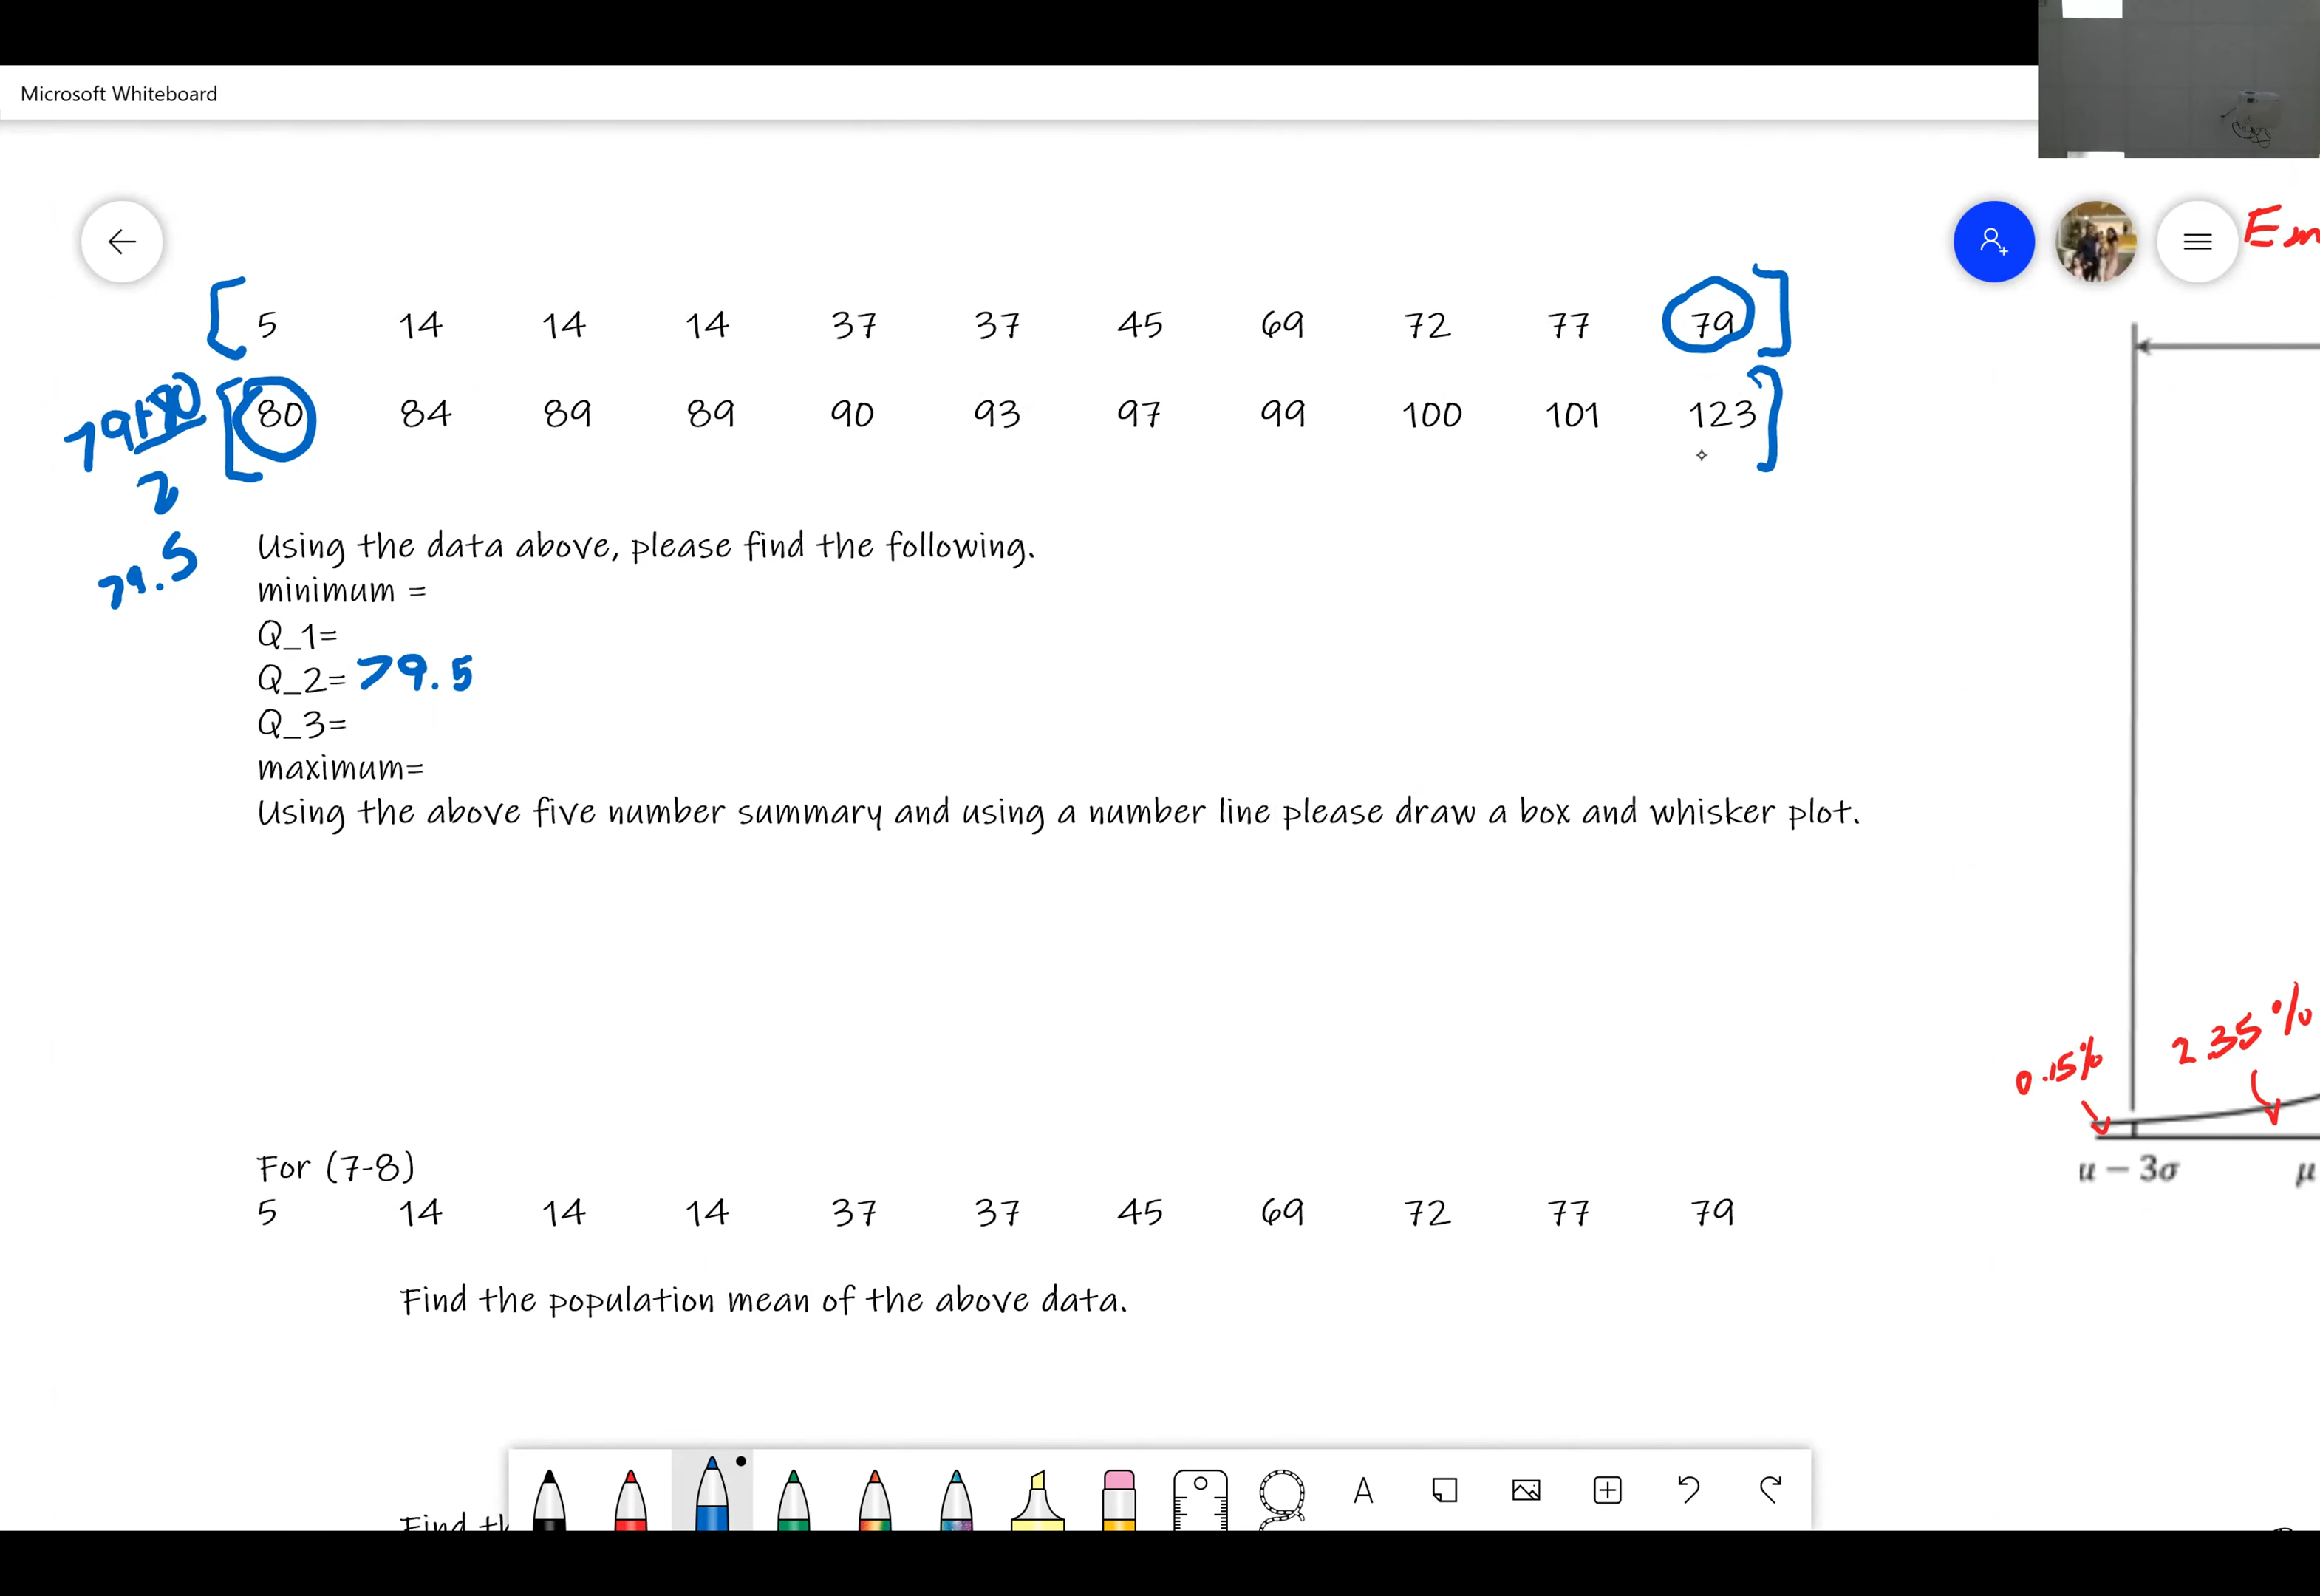 Microsoft Whiteboard
Em
[ 5 14 14 14 37 37 45 69 72 77 79 ]
[ 80 84 89 89 90 93 97 99 100 101 123 ]
79+80
2
79.5
Using the data above, please find the following.
minimum =
Q_1=
Q_2= 79.5
Q_3=
maximum=
Using the above five number summary and using a number line please draw a box and whisker plot.
0.15%
2.35%
μ − 3σ
μ
For (7-8)
5 14 14 14 37 37 45 69 72 77 79
Find the population mean of the above data.
Find th
A